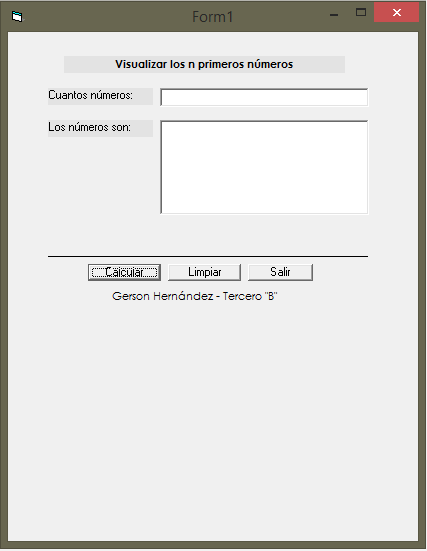 Form1
Visualizar los n primeros números
Cuantos números:
Los números son:
Calcular Limpiar Salir
Gerson Hernández - Tercero "B"